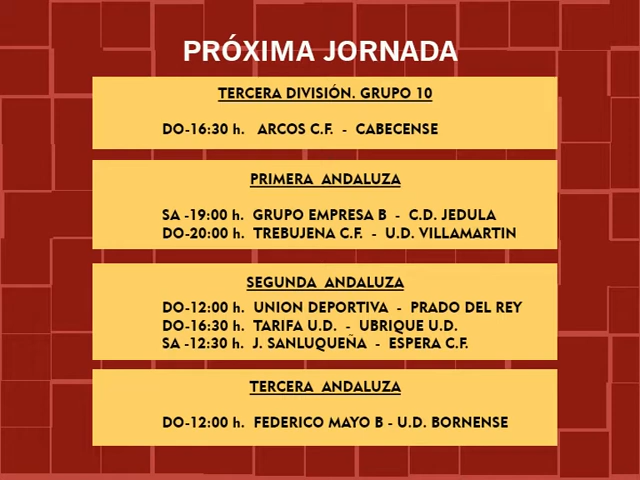 PRÓXIMA JORNADA
TERCERA DIVISIÓN. GRUPO 10
DO-16:30 h. ARCOS C.F. - CABECENSE
PRIMERA ANDALUZA
SA -19:00 h. GRUPO EMPRESA B - C.D. JEDULA
DO-20:00 h. TREBUJENA C.F. - U.D. VILLAMARTIN
SEGUNDA ANDALUZA
DO-12:00 h. UNION DEPORTIVA - PRADO DEL REY
DO-16:30 h. TARIFA U.D. - UBRIQUE U.D.
SA -12:30 h. J. SANLUQUEÑA - ESPERA C.F.
TERCERA ANDALUZA
DO-12:00 h. FEDERICO MAYO B - U.D. BORNENSE